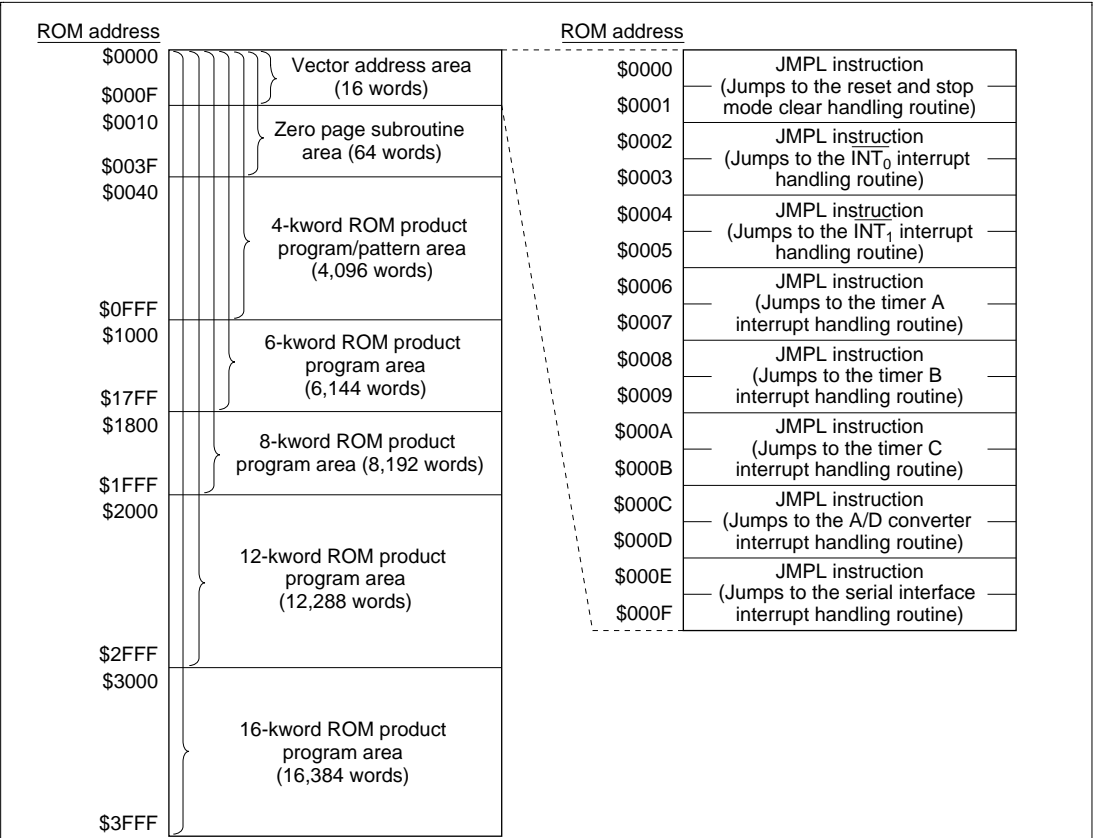 ROM address
$0000
Vector address area
(16 words)
$000F
$0010
Zero page subroutine
area (64 words)
$003F
$0040
4-kword ROM product
program/pattern area
(4,096 words)
$0FFF
$1000
6-kword ROM product
program area
(6,144 words)
$17FF
$1800
8-kword ROM product
program area (8,192 words)
$1FFF
$2000
12-kword ROM product
program area
(12,288 words)
$2FFF
$3000
16-kword ROM product
program area
(16,384 words)
$3FFF
ROM address
$0000
JMPL instruction
(Jumps to the reset and stop
mode clear handling routine)
$0001
$0002
JMPL instruction
(Jumps to the INT0 interrupt
handling routine)
$0003
$0004
JMPL instruction
(Jumps to the INT1 interrupt
handling routine)
$0005
$0006
JMPL instruction
(Jumps to the timer A
interrupt handling routine)
$0007
$0008
JMPL instruction
(Jumps to the timer B
interrupt handling routine)
$0009
$000A
JMPL instruction
(Jumps to the timer C
interrupt handling routine)
$000B
$000C
JMPL instruction
(Jumps to the A/D converter
interrupt handling routine)
$000D
$000E
JMPL instruction
(Jumps to the serial interface
interrupt handling routine)
$000F